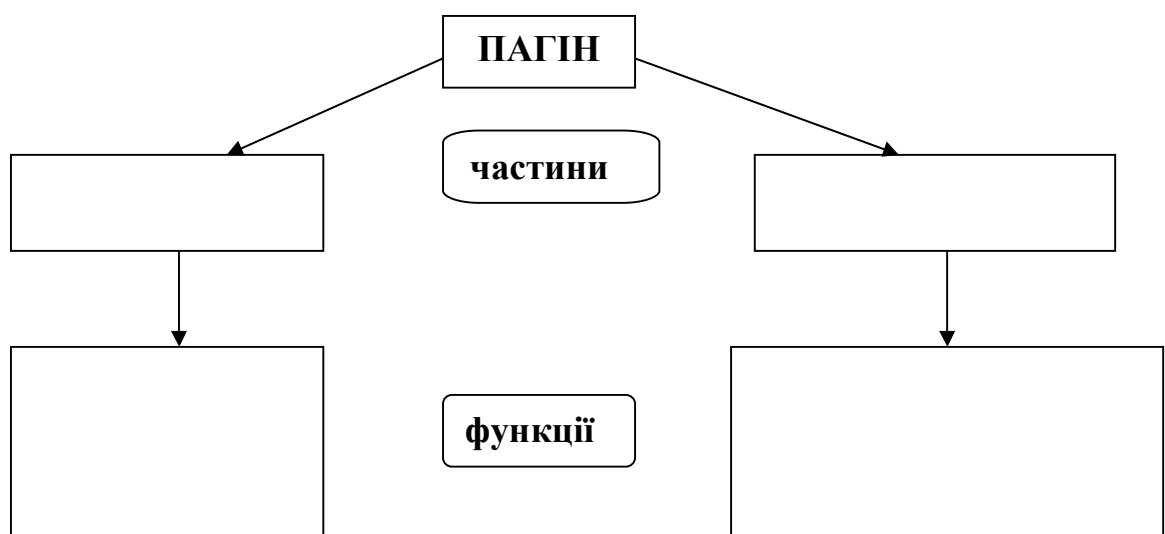 ПАГІН
частини
функції